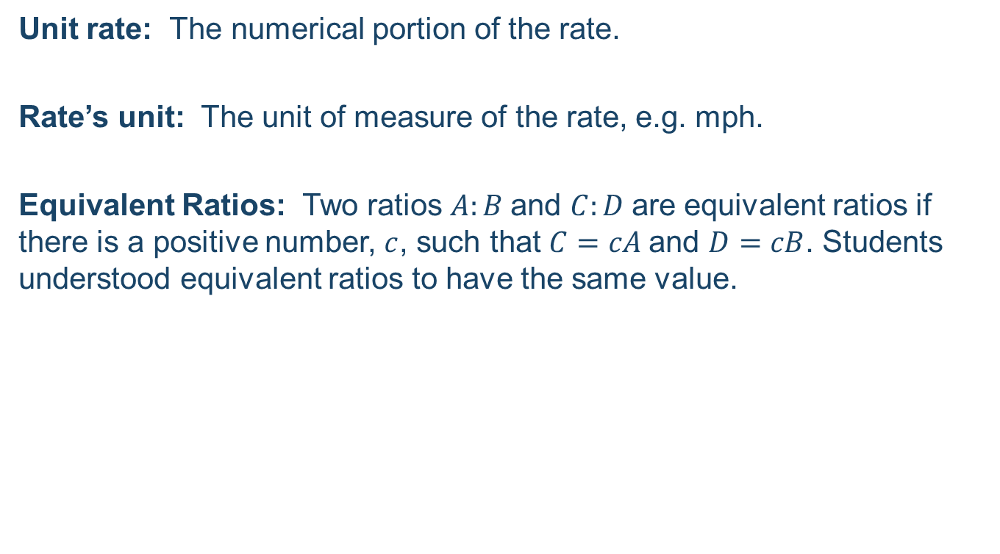 Unit rate: The numerical portion of the rate.
Rate’s unit: The unit of measure of the rate, e.g. mph.
Equivalent Ratios: Two ratios A:B and C:D are equivalent ratios if
there is a positive number, c, such that C = cA and D = cB. Students
understood equivalent ratios to have the same value.